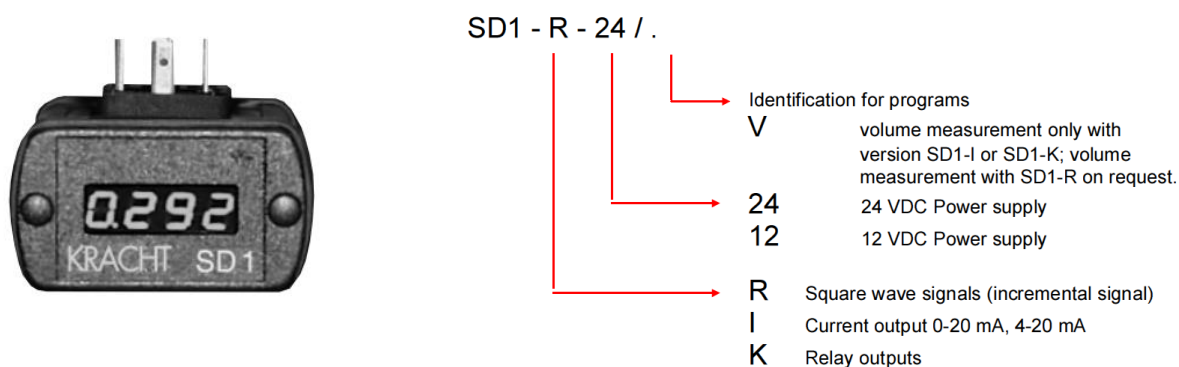 SD1 - R - 24 / .
Identification for programs
V volume measurement only with
version SD1-I or SD1-K; volume
measurement with SD1-R on request.
24 24 VDC Power supply
12 12 VDC Power supply
R Square wave signals (incremental signal)
I Current output 0-20 mA, 4-20 mA
K Relay outputs
0.292
KRACHT SD 1